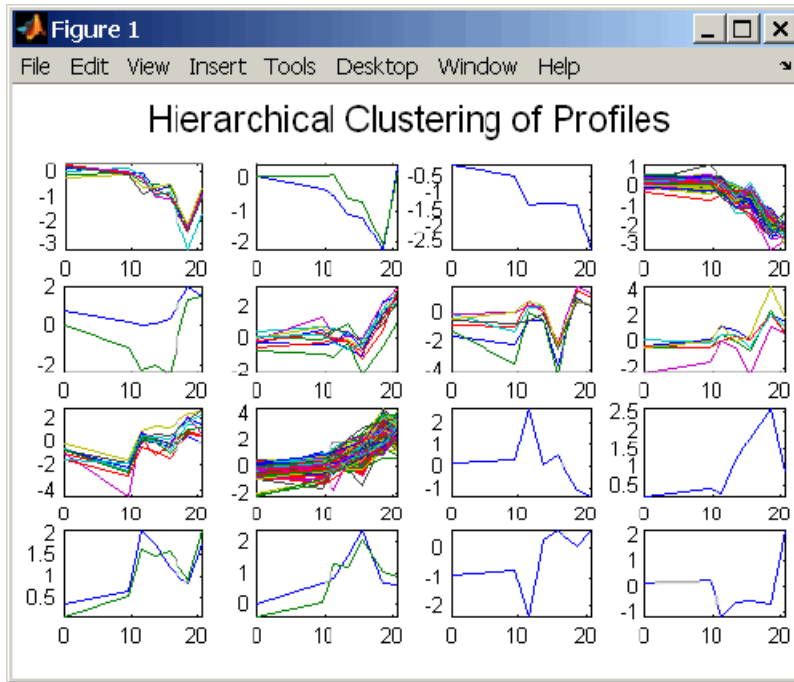 Figure 1
File Edit View Insert Tools Desktop Window Help
Hierarchical Clustering of Profiles
0 -1 -2 -3 0 10 20
0 -1 -2 0 10 20
-0.5 -1 -1.5 -2 -2.5 0 10 20
1 0 -1 -2 -3 0 10 20
2 0 -2 0 10 20
3 2 1 0 -1 -2 0 10 20
0 -2 -4 0 10 20
4 2 0 -2 0 10 20
2 0 -2 -4 0 10 20
4 2 0 -2 0 10 20
2 1 0 -1 0 10 20
2.5 2 1.5 1 0.5 0 10 20
2 1.5 1 0.5 0 10 20
2 1 0 0 10 20
0 -1 -2 0 10 20
2 1 0 -1 0 10 20